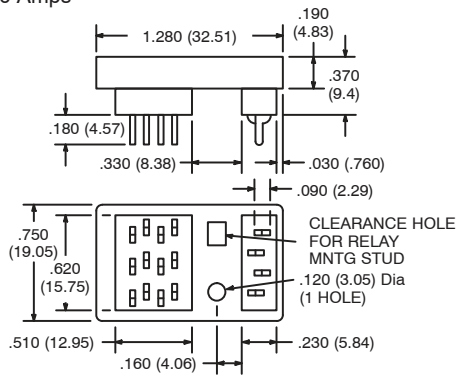 Amps
1.280 (32.51)
.190
(4.83)
.370
(9.4)
.180 (4.57)
.330 (8.38)
.030 (.760)
.090 (2.29)
.750
(19.05)
.620
(15.75)
CLEARANCE HOLE
FOR RELAY
MNTG STUD
.120 (3.05) Dia
(1 HOLE)
.510 (12.95)
.230 (5.84)
.160 (4.06)